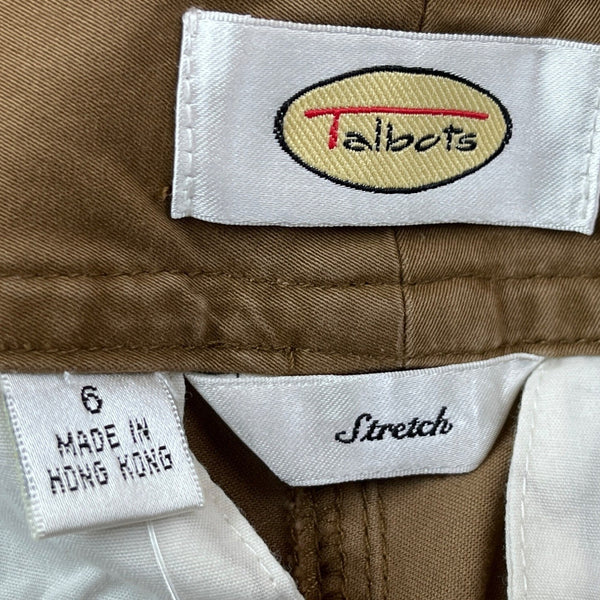 Talbots
Stretch
6
MADE IN
HONG KONG